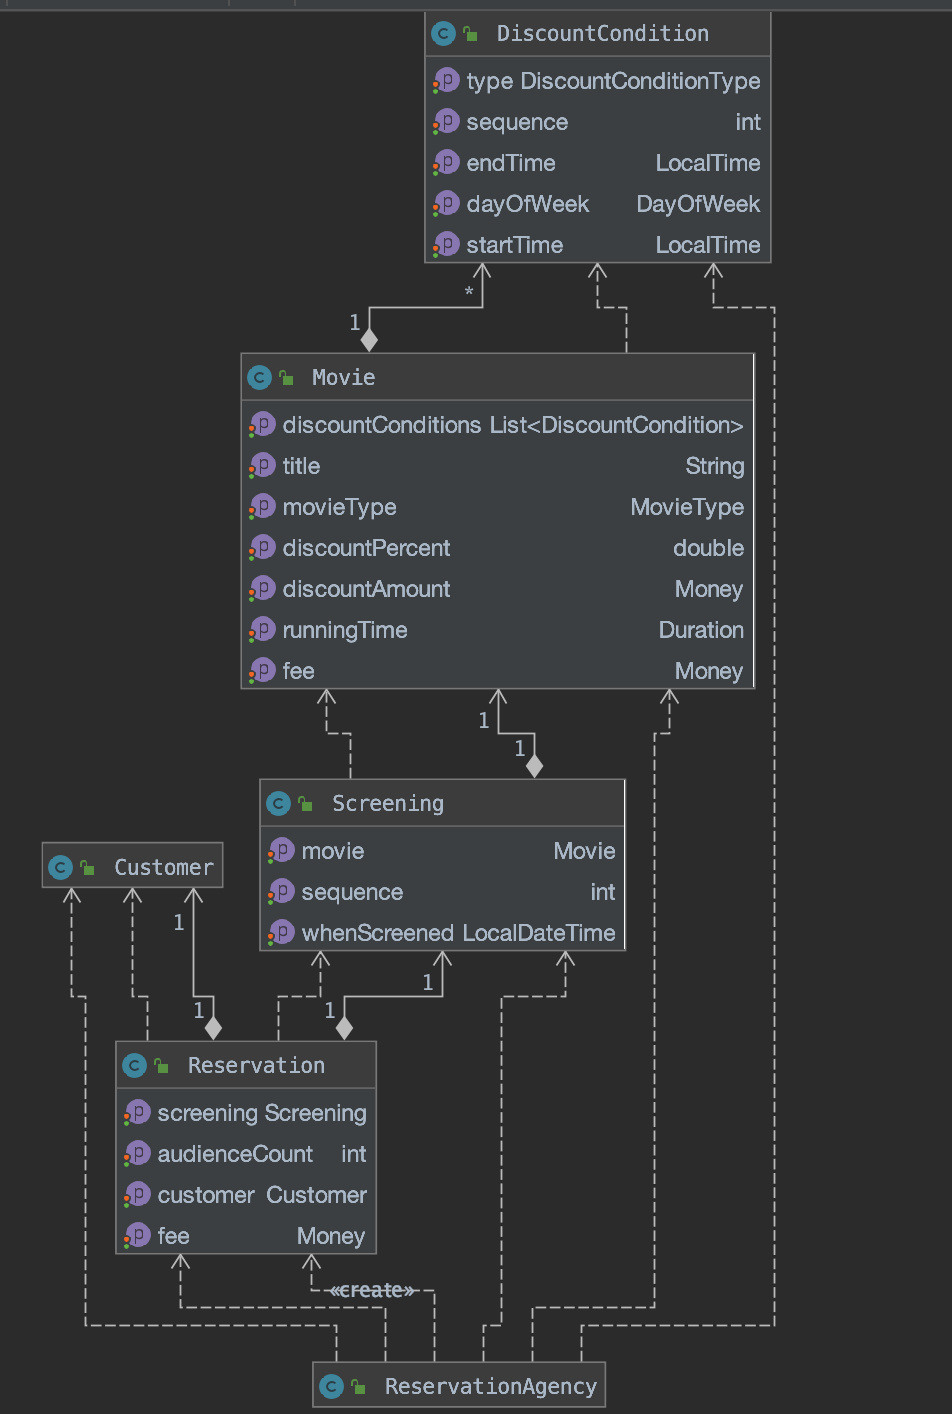 DiscountCondition
type DiscountConditionType
sequence int
endTime LocalTime
dayOfWeek DayOfWeek
startTime LocalTime
*
1
Movie
discountConditions List<DiscountCondition>
title String
movieType MovieType
discountPercent double
discountAmount Money
runningTime Duration
fee Money
1
1
Screening
movie Movie
sequence int
whenScreened LocalDateTime
Customer
1
1
1
1
Reservation
screening Screening
audienceCount int
customer Customer
fee Money
«create»
ReservationAgency